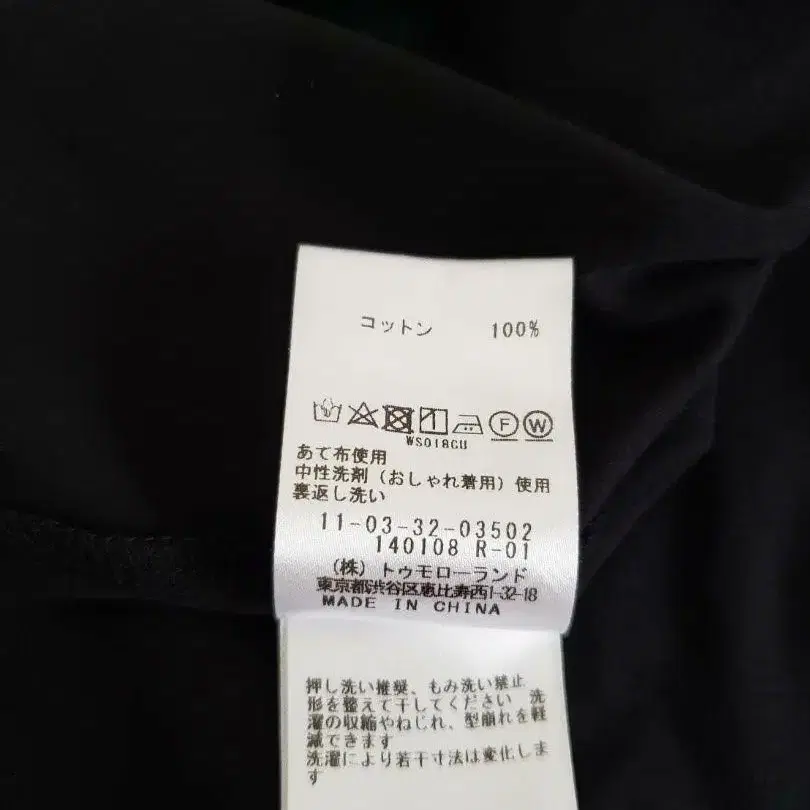 コットン 100%
F W
WS018GU
あて布使用
中性洗剤（おしゃれ着用）使用
裏返し洗い
11-03-32-03502
140108 R-01
（株）トゥモローランド
東京都渋谷区恵比寿西1-32-18
MADE IN CHINA
押し洗い推奨、もみ洗い禁止
形を整えて干してください 洗
濯の収縮やねじれ、型崩れを軽
減できます
洗濯により若干寸法は変化しま
す